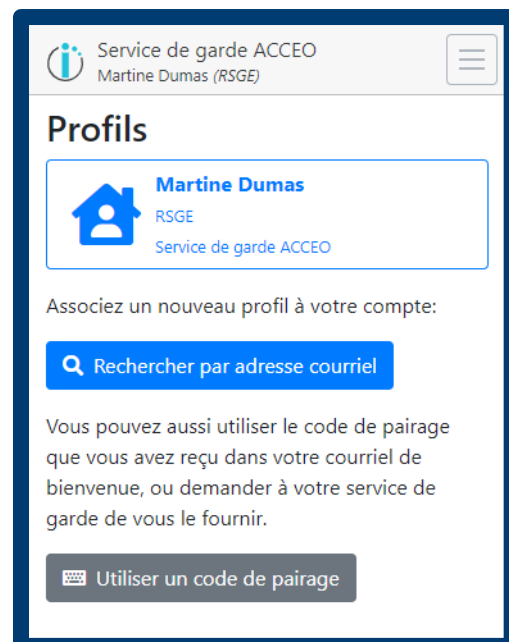 Service de garde ACCEO
Martine Dumas (RSGE)
Profils
Martine Dumas
RSGE
Service de garde ACCEO
Associez un nouveau profil à votre compte:
Rechercher par adresse courriel
Vous pouvez aussi utiliser le code de pairage
que vous avez reçu dans votre courriel de
bienvenue, ou demander à votre service de
garde de vous le fournir.
Utiliser un code de pairage